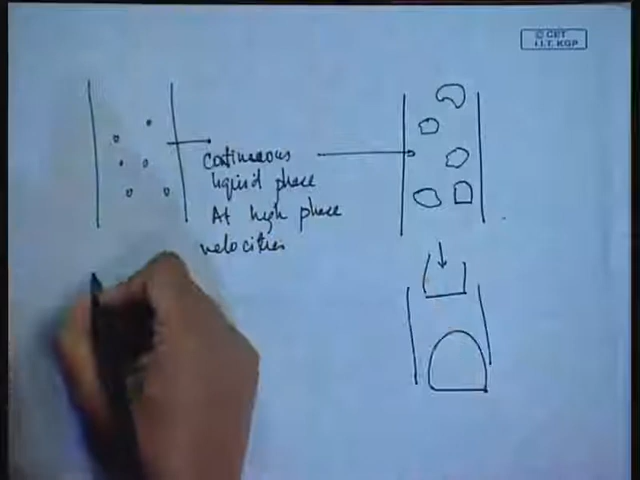 © CET
I.I.T. KGP
continuous
liquid phase
At high phase
velocities